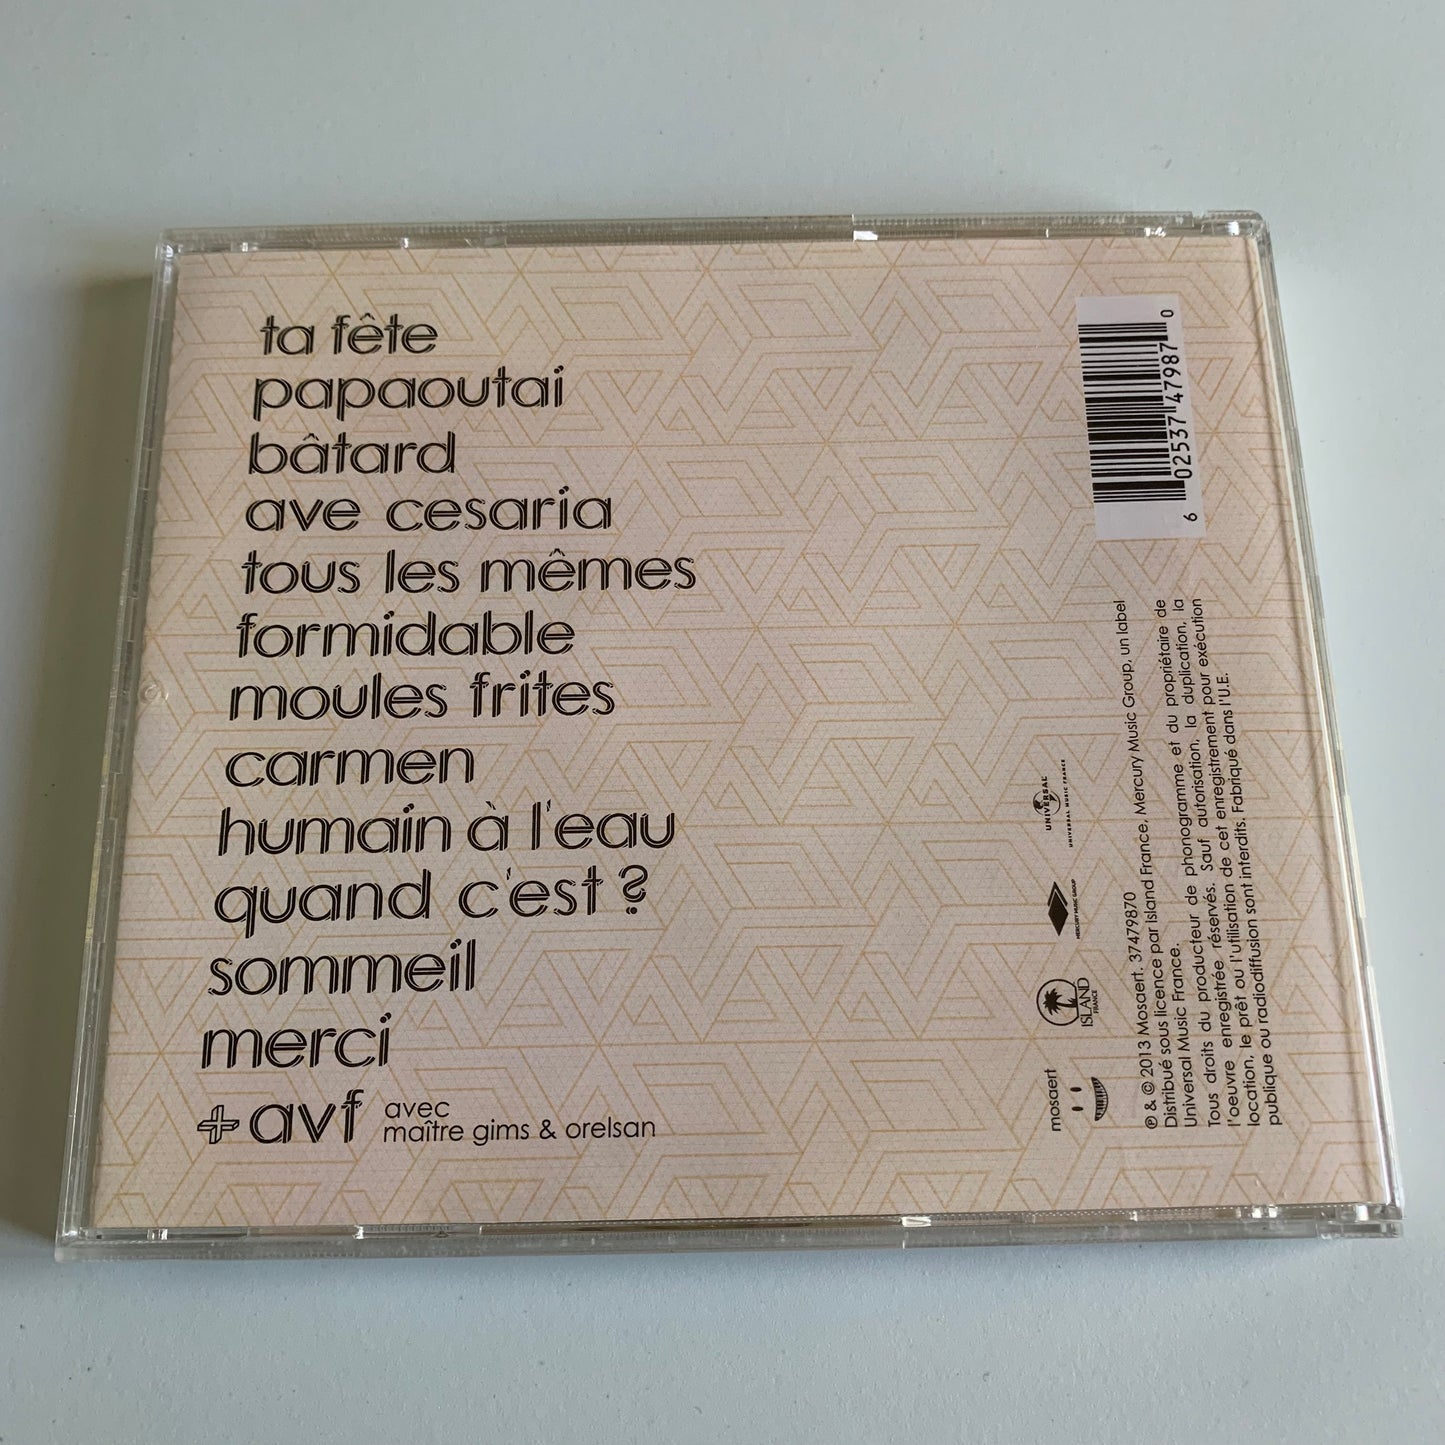 ta fête
papaoutai
bâtard
ave cesaria
tous les mêmes
formidable
moules frites
carmen
humain à l'eau
quand c'est ?
sommeil
merci
+ avf avec
maître gims & orelsan
6 02537 47987 0
mosaert
ISLAND
FRANCE
MERCURY MUSIC GROUP
UNIVERSAL
UNIVERSAL MUSIC FRANCE
℗ & © 2013 Mosaert. 37479870
Distribué sous licence par Island France, Mercury Music Group, un label
Universal Music France.
Tous droits du producteur de phonogramme et du propriétaire de
l'oeuvre enregistrée réservés. Sauf autorisation, la duplication, la
location, le prêt ou l'utilisation de cet enregistrement pour exécution
publique ou radiodiffusion sont interdits. Fabriqué dans l'U.E.